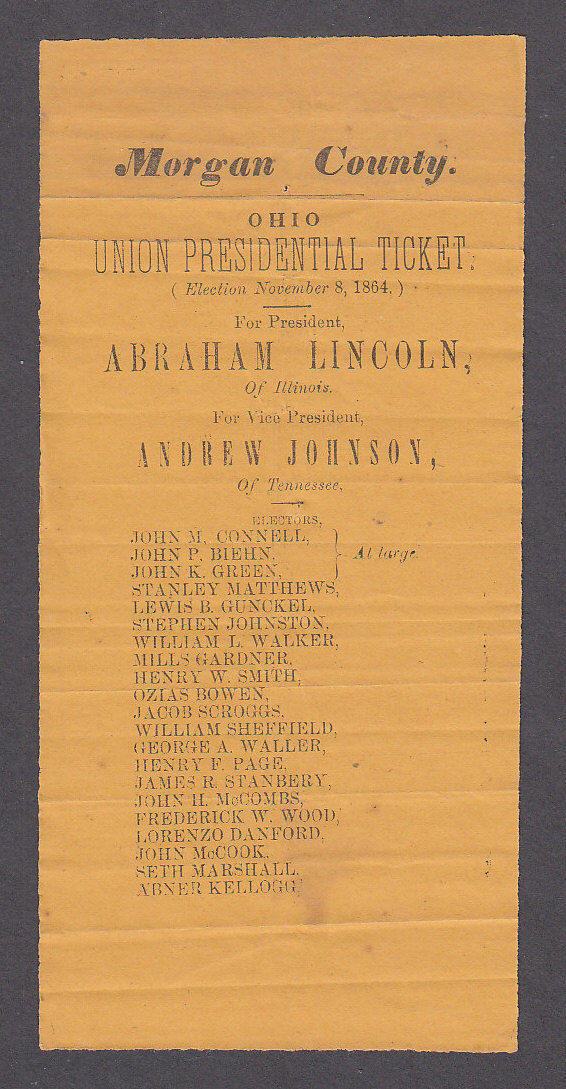 Morgan County.
OHIO
UNION PRESIDENTIAL TICKET.
( Election November 8, 1864. )
For President,
ABRAHAM LINCOLN,
Of Illinois.
For Vice President,
ANDREW JOHNSON,
Of Tennessee.
ELECTORS,
JOHN M. CONNELL,
JOHN P. BIEHN,
At large.
JOHN K. GREEN,
STANLEY MATTHEWS,
LEWIS B. GUNCKEL,
STEPHEN JOHNSTON,
WILLIAM L. WALKER,
MILLS GARDNER,
HENRY W. SMITH,
OZIAS BOWEN,
JACOB SCROGGS,
WILLIAM SHEFFIELD,
GEORGE A. WALLER,
HENRY F. PAGE,
JAMES R. STANBERY,
JOHN H. McCOMBS,
FREDERICK W. WOOD,
LORENZO DANFORD,
JOHN McCOOK,
SETH MARSHALL,
ABNER KELLOGG.